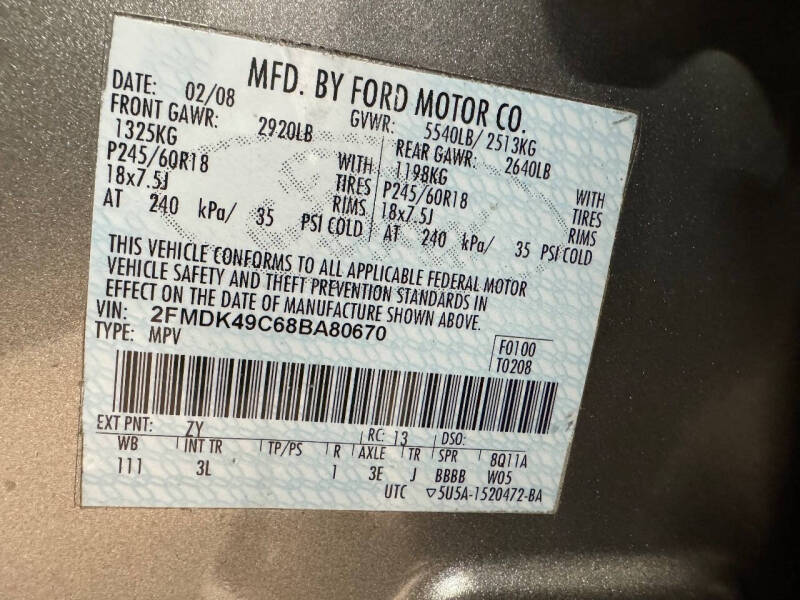 MFD. BY FORD MOTOR CO.
DATE: 02/08 GVWR: 5540LB/ 2513KG
FRONT GAWR: 2920LB REAR GAWR: 2640LB
1325KG WITH 1198KG WITH
P245/60R18 TIRES P245/60R18 TIRES
18x7.5J RIMS 18x7.5J RIMS
AT 240 kPa/ 35 PSI COLD AT 240 kPa/ 35 PSI COLD
THIS VEHICLE CONFORMS TO ALL APPLICABLE FEDERAL MOTOR
VEHICLE SAFETY AND THEFT PREVENTION STANDARDS IN
EFFECT ON THE DATE OF MANUFACTURE SHOWN ABOVE.
VIN: 2FMDK49C68BA80670
TYPE: MPV
F0100
T0208
EXT PNT: ZY RC: 13 DSO:
WB INT TR TP/PS R AXLE TR SPR 8Q11A
111 3L 1 3E J BBBB W05
UTC ▽5U5A-1520472-BA